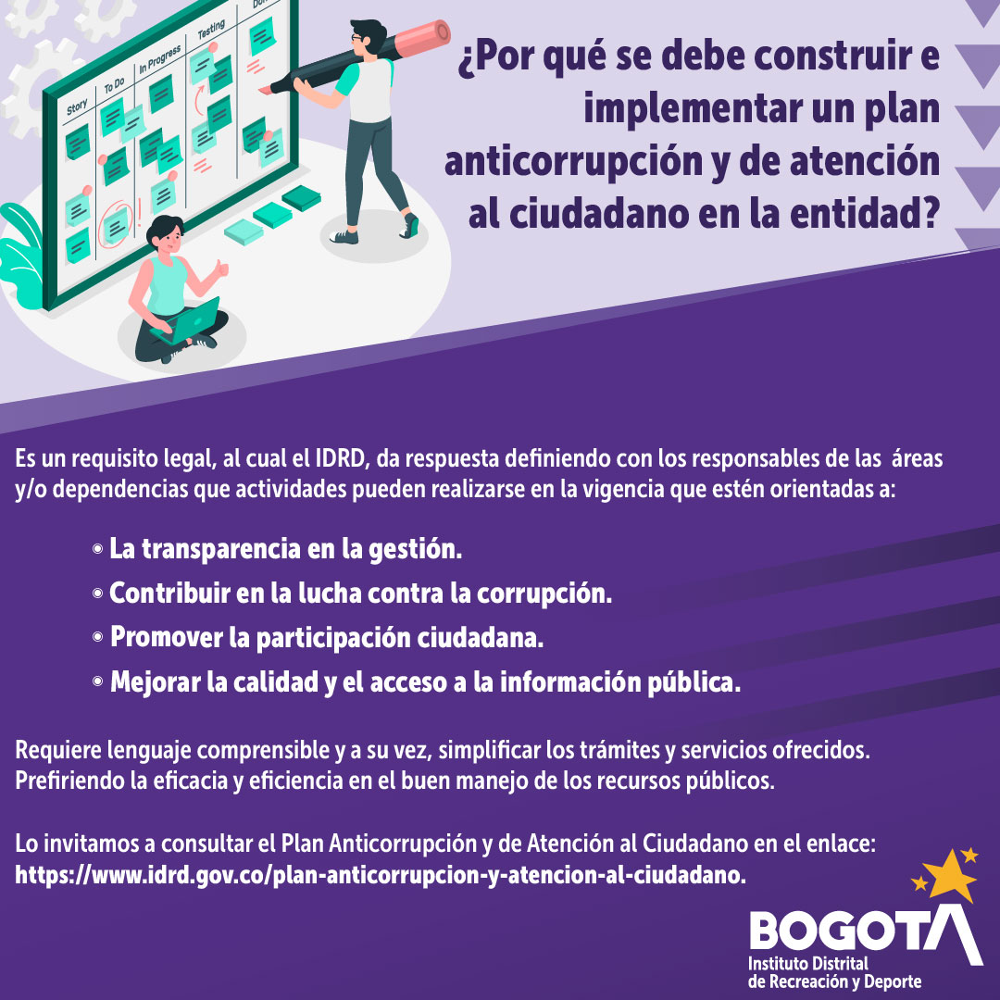 Story
To Do
In Progress
Testing
¿Por qué se debe construir e
implementar un plan
anticorrupción y de atención
al ciudadano en la entidad?
Es un requisito legal, al cual el IDRD, da respuesta definiendo con los responsables de las  áreas
y/o dependencias que actividades pueden realizarse en la vigencia que estén orientadas a:
• La transparencia en la gestión.
• Contribuir en la lucha contra la corrupción.
• Promover la participación ciudadana.
• Mejorar la calidad y el acceso a la información pública.
Requiere lenguaje comprensible y a su vez, simplificar los trámites y servicios ofrecidos.
Prefiriendo la eficacia y eficiencia en el buen manejo de los recursos públicos.
Lo invitamos a consultar el Plan Anticorrupción y de Atención al Ciudadano en el enlace:
https://www.idrd.gov.co/plan-anticorrupcion-y-atencion-al-ciudadano.
BOGOTA
Instituto Distrital
de Recreación y Deporte